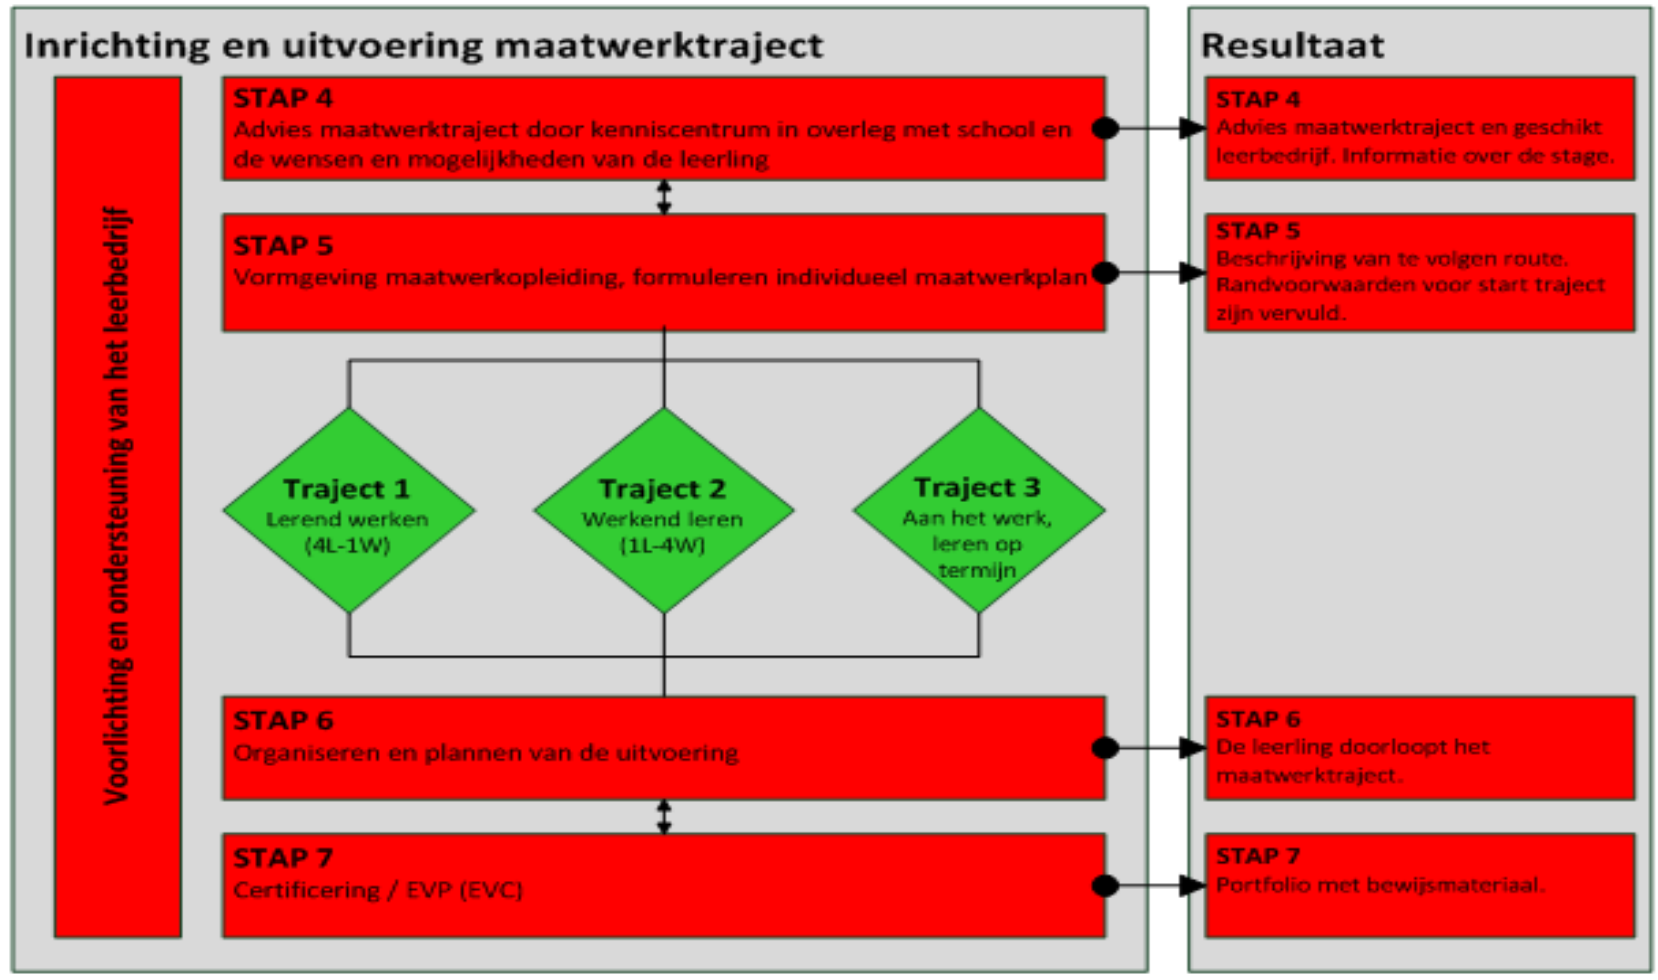 Inrichting en uitvoering maatwerktraject
Voorlichting en ondersteuning van het leerbedrijf
STAP 4
Advies maatwerktraject door kenniscentrum in overleg met school en
de wensen en mogelijkheden van de leerling
STAP 5
Vormgeving maatwerkopleiding, formuleren individueel maatwerkplan
Traject 1
Lerend werken
(4L-1W)
Traject 2
Werkend leren
(1L-4W)
Traject 3
Aan het werk,
leren op
termijn
STAP 6
Organiseren en plannen van de uitvoering
STAP 7
Certificering / EVP (EVC)
Resultaat
STAP 4
Advies maatwerktraject en geschikt
leerbedrijf. Informatie over de stage.
STAP 5
Beschrijving van te volgen route.
Randvoorwaarden voor start traject
zijn vervuld.
STAP 6
De leerling doorloopt het
maatwerktraject.
STAP 7
Portfolio met bewijsmateriaal.